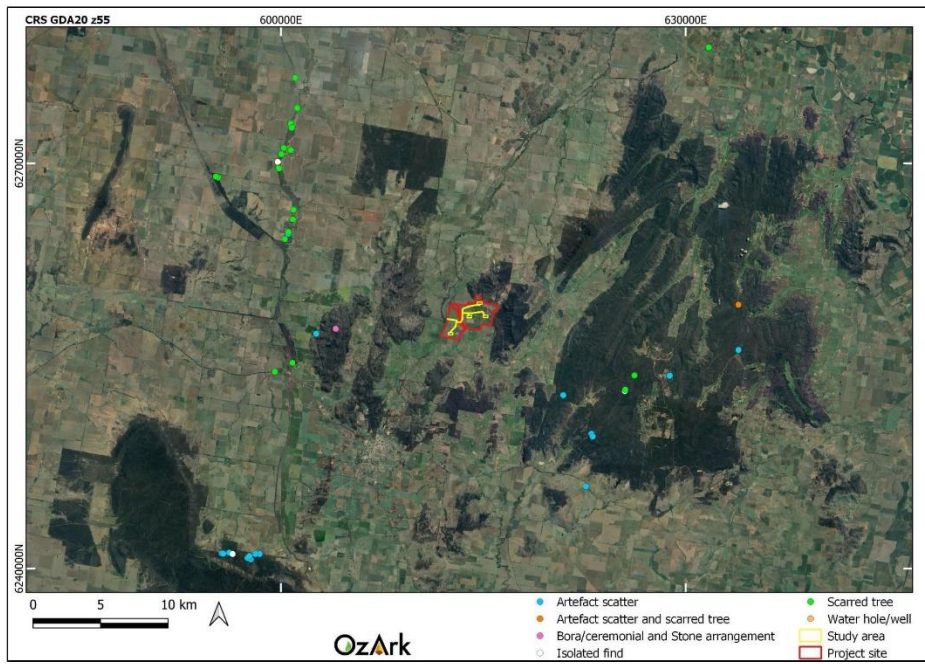 CRS GDA20 z55
600000E
630000E
6270000N
6240000N
0 5 10 km
Artefact scatter
Artefact scatter and scarred tree
Bora/ceremonial and Stone arrangement
Isolated find
Scarred tree
Water hole/well
Study area
Project site
OzArk